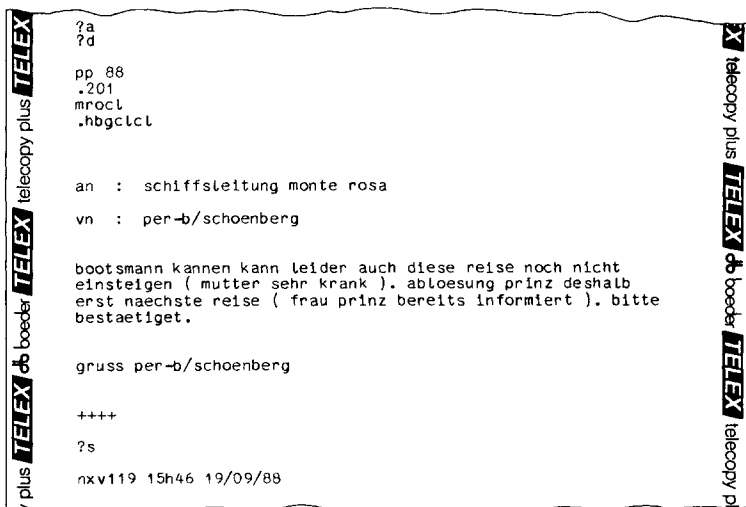 ?a
?d
pp 88
.201
mrocl
.hbgclcl
an : schiffsleitung monte rosa
vn : per-b/schoenberg
bootsmann kannen kann leider auch diese reise noch nicht
einsteigen ( mutter sehr krank ). abloesung prinz deshalb
erst naechste reise ( frau prinz bereits informiert ). bitte
bestaetiget.
gruss per-b/schoenberg
++++
?s
nxv119 15h46 19/09/88
plus TELEX boeder TELEX telecopy plus TELEX
X telecopy plus TELEX boeder TELEX telecopy pl